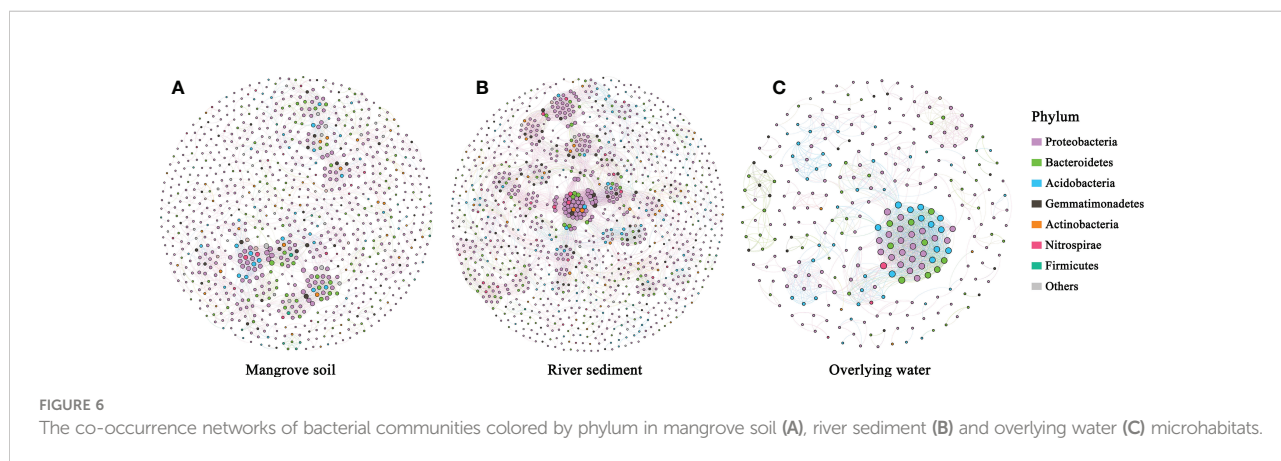 A
B
C
Phylum
Proteobacteria
Bacteroidetes
Acidobacteria
Gemmatimonadetes
Actinobacteria
Nitrospirae
Firmicutes
Others
Mangrove soil
River sediment
Overlying water
FIGURE 6
The co-occurrence networks of bacterial communities colored by phylum in mangrove soil (A), river sediment (B) and overlying water (C) microhabitats.